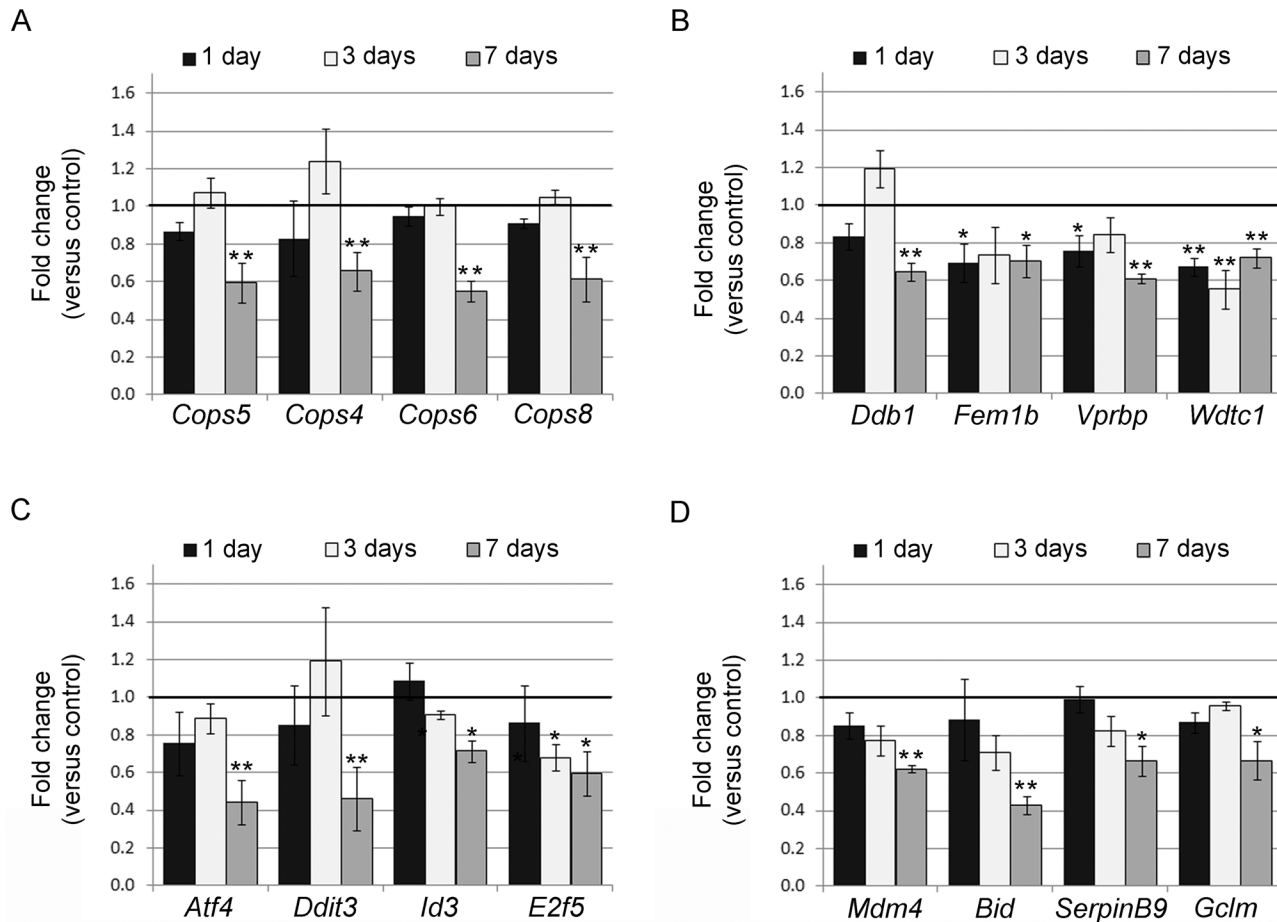 A
1 day 3 days 7 days
Fold change
(versus control)
1.6
1.4
1.2
1.0
0.8
0.6
0.4
0.2
0.0
** ** ** **
Cops5 Cops4 Cops6 Cops8
B
1 day 3 days 7 days
Fold change
(versus control)
1.6
1.4
1.2
1.0
0.8
0.6
0.4
0.2
0.0
** * * * ** ** ** **
Ddb1 Fem1b Vprbp Wdtc1
C
1 day 3 days 7 days
Fold change
(versus control)
1.6
1.4
1.2
1.0
0.8
0.6
0.4
0.2
0.0
** ** * * * * *
Atf4 Ddit3 Id3 E2f5
D
1 day 3 days 7 days
Fold change
(versus control)
1.6
1.4
1.2
1.0
0.8
0.6
0.4
0.2
0.0
** ** * *
Mdm4 Bid SerpinB9 Gclm